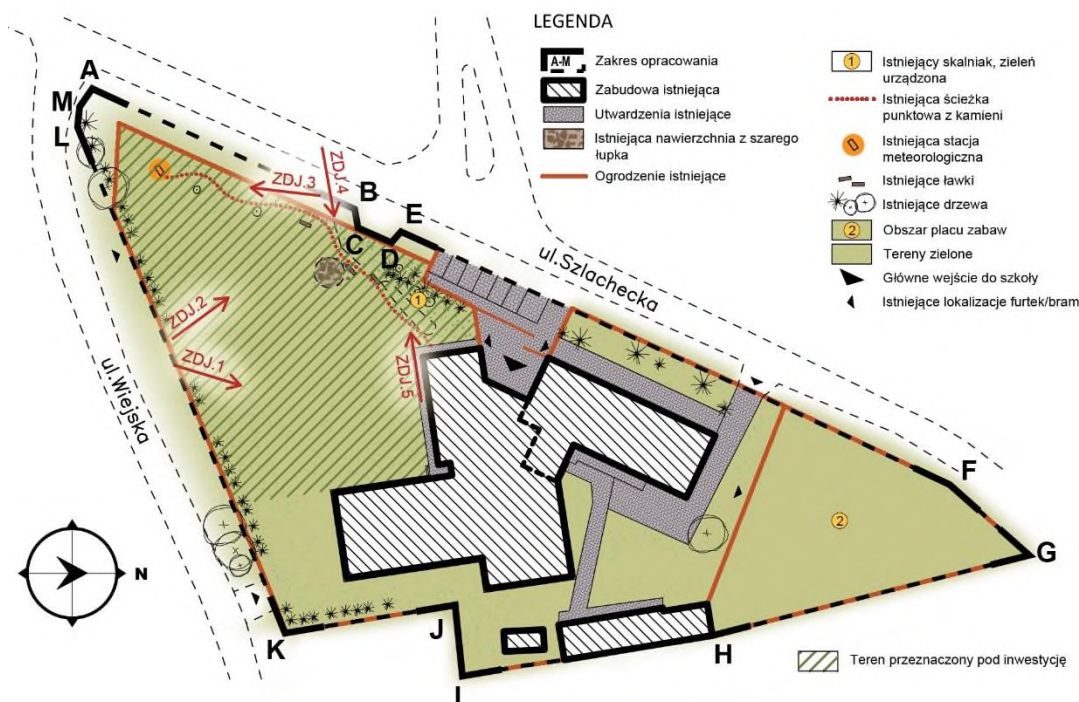 LEGENDA
A-M
Zakres opracowania
Zabudowa istniejąca
Utwardzenia istniejące
Istniejąca nawierzchnia z szarego
łupka
Ogrodzenie istniejące
1
Istniejący skalniak, zieleń
urządzona
Istniejąca ścieżka
punktowa z kamieni
Istniejąca stacja
meteorologiczna
Istniejące ławki
Istniejące drzewa
2
Obszar placu zabaw
Tereny zielone
Główne wejście do szkoły
Istniejące lokalizacje furtek/bram
A
M
L
B
E
C
D
ZDJ.3
ZDJ.4
ul.Szlachecka
1
ZDJ.2
ZDJ.1
ZDJ.5
ul.Wiejska
F
2
G
N
K
J
H
I
Teren przeznaczony pod inwestycję